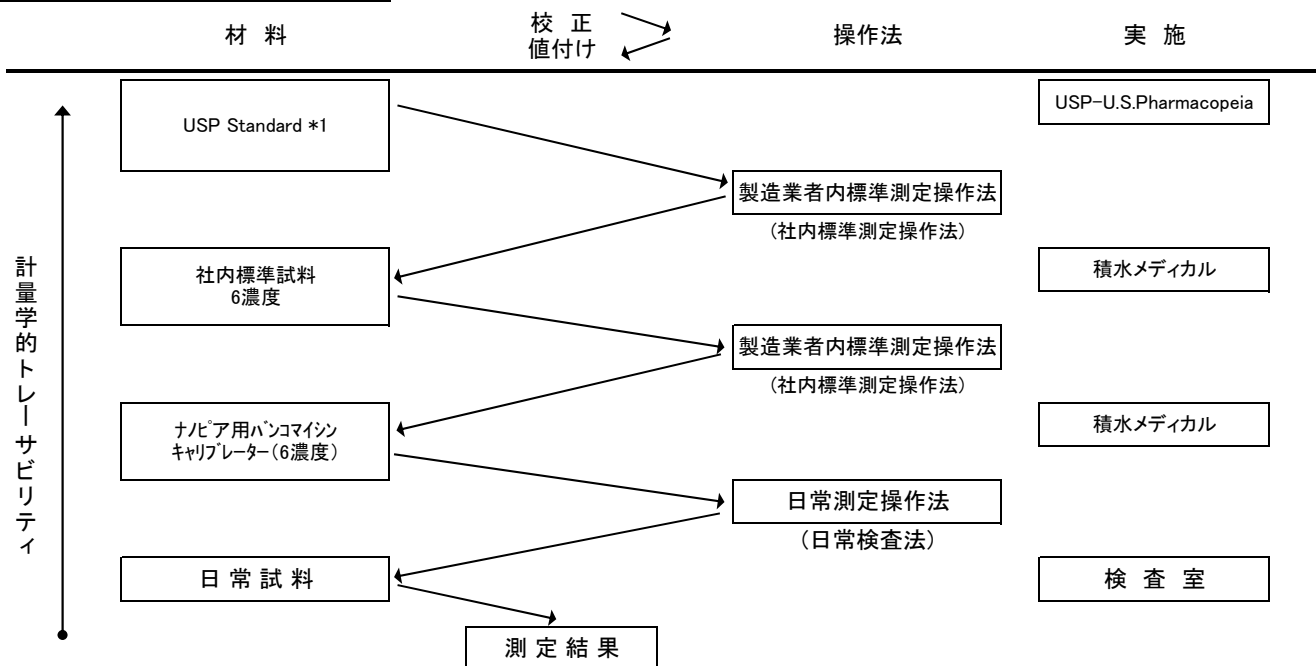 材 料
校 正
値付け
操作法
実 施
USP Standard *1
USP-U.S.Pharmacopeia
製造業者内標準測定操作法
(社内標準測定操作法)
計量学的トレーサビリティ
社内標準試料
6濃度
積水メディカル
製造業者内標準測定操作法
(社内標準測定操作法)
ﾅﾉﾋﾟｱ用ﾊﾞﾝｺﾏｲｼﾝ
ｷｬﾘﾌﾞﾚｰﾀｰ(6濃度)
積水メディカル
日常測定操作法
(日常検査法)
日 常 試 料
検 査 室
測 定 結 果